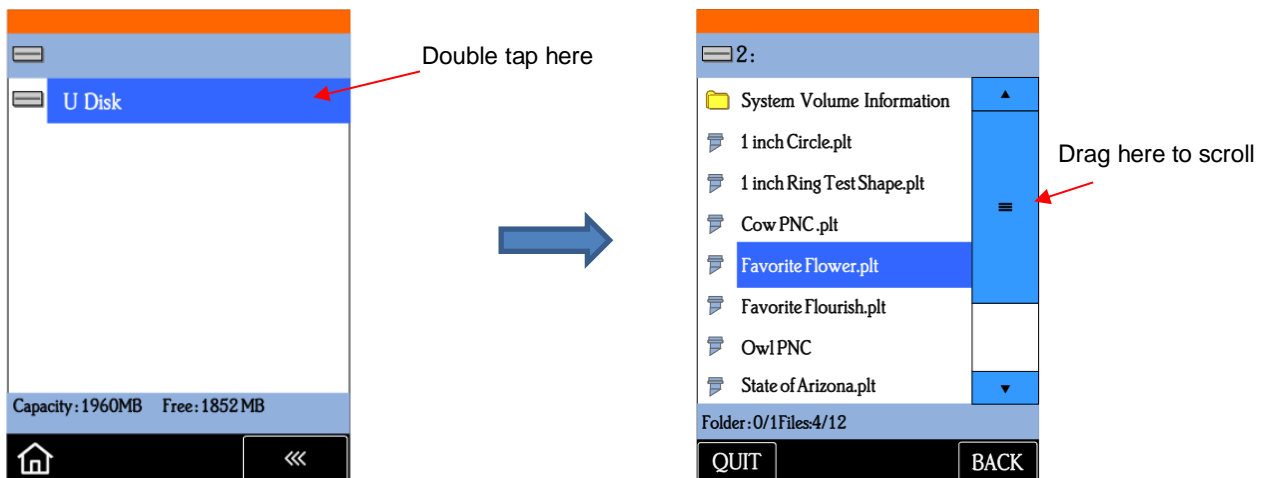 Double tap here
U Disk
Capacity:1960MB Free:1852 MB
2:
System Volume Information
1 inch Circle.plt
1 inch Ring Test Shape.plt
Cow PNC.plt
Favorite Flower.plt
Favorite Flourish.plt
Owl PNC
State of Arizona.plt
Drag here to scroll
Folder:0/1Files:4/12
QUIT BACK